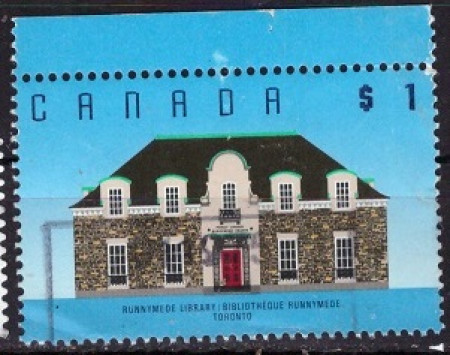 CANADA $1
RUNNYMEDE LIBRARY / BIBLIOTHÈQUE RUNNYMEDE,
TORONTO